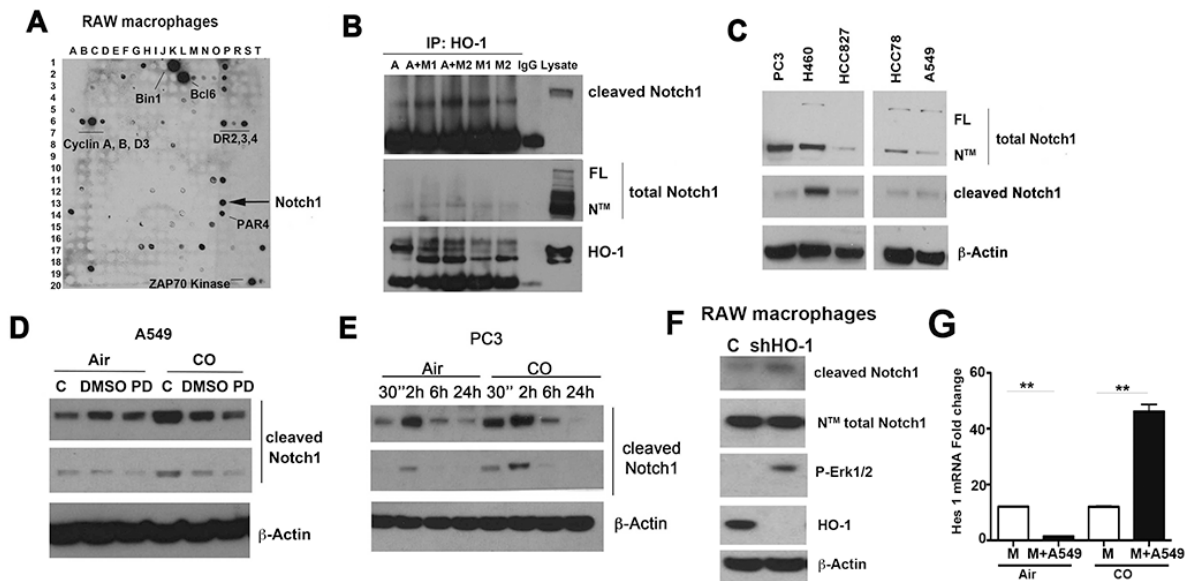 A
RAW macrophages
A B C D E F G H I J K L M N O P R S T
1
2
3
4
5
6
7
8
9
10
11
12
13
14
15
16
17
18
19
20
Bin1
Bcl6
Cyclin A, B, D3
DR2,3,4
Notch1
PAR4
ZAP70 Kinase
B
IP: HO-1
A A+M1 A+M2 M1 M2 IgG Lysate
cleaved Notch1
FL
total Notch1
NTM
HO-1
C
PC3
H460
HCC827
HCC78
A549
FL
total Notch1
NTM
cleaved Notch1
β-Actin
D
A549
Air CO
C DMSO PD C DMSO PD
cleaved
Notch1
β-Actin
E
PC3
Air CO
30'' 2h 6h 24h 30'' 2h 6h 24h
cleaved
Notch1
β-Actin
F
RAW macrophages
C shHO-1
cleaved Notch1
NTM total Notch1
P-Erk1/2
HO-1
β-Actin
G
Hes 1 mRNA Fold change
60
40
20
0
** **
M M+A549 M M+A549
Air CO